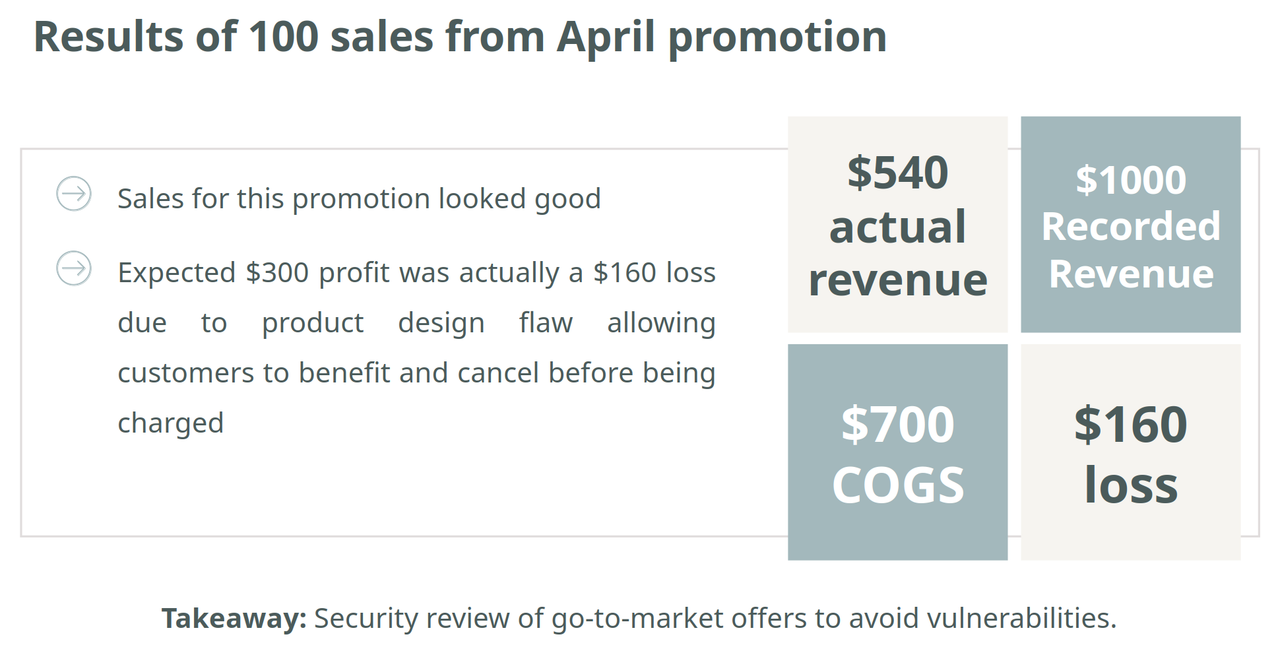 Results of 100 sales from April promotion
Sales for this promotion looked good
Expected $300 profit was actually a $160 loss
due to product design flaw allowing
customers to benefit and cancel before being
charged
$540
actual
revenue
$1000
Recorded
Revenue
$700
COGS
$160
loss
Takeaway: Security review of go-to-market offers to avoid vulnerabilities.